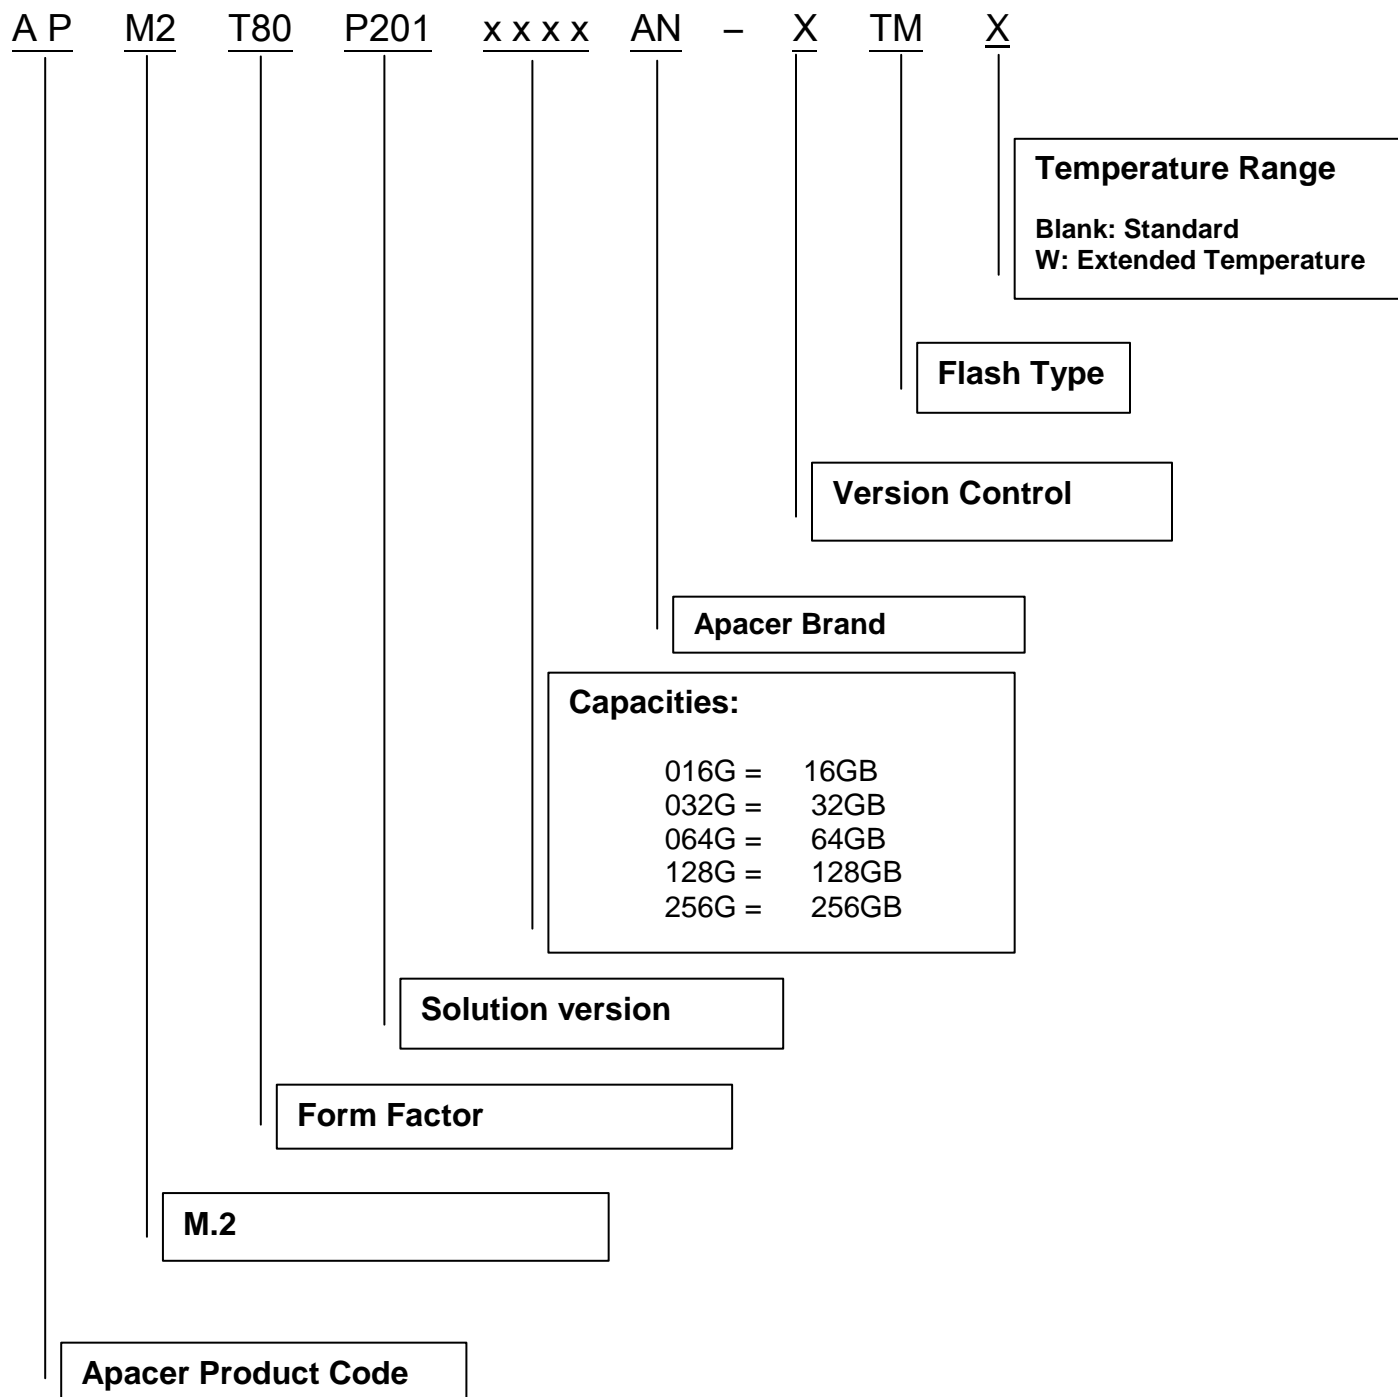 A P M2 T80 P201 x x x x AN – X TM X
Temperature Range
Blank: Standard
W: Extended Temperature
Flash Type
Version Control
Apacer Brand
Capacities:
016G = 16GB
032G = 32GB
064G = 64GB
128G = 128GB
256G = 256GB
Solution version
Form Factor
M.2
Apacer Product Code